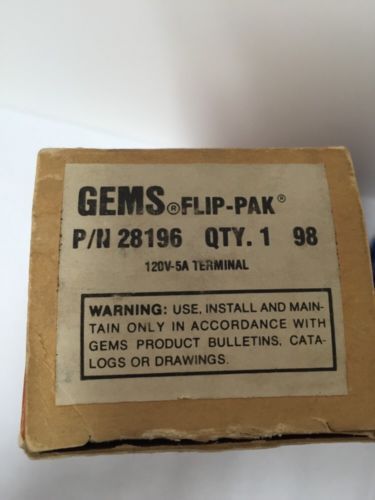 GEMS® FLIP-PAK®
P/N 28196 QTY. 1 98
120V-5A TERMINAL
WARNING: USE, INSTALL AND MAIN-
TAIN ONLY IN ACCORDANCE WITH
GEMS PRODUCT BULLETINS, CATA-
LOGS OR DRAWINGS.